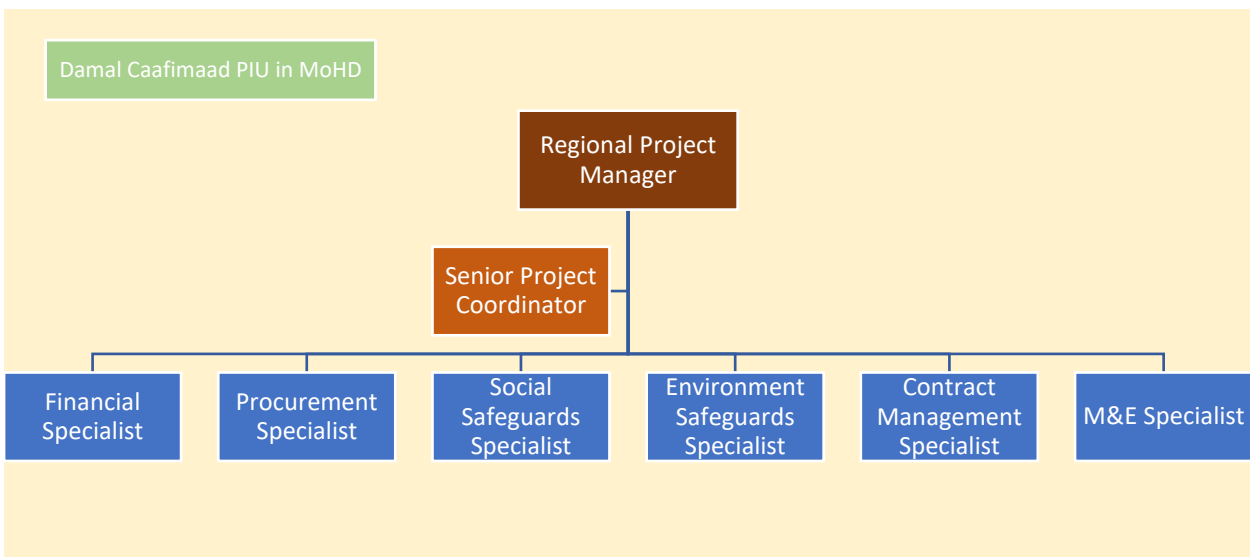 Damal Caafimaad PIU in MoHD
Regional Project
Manager
Senior Project
Coordinator
Financial
Specialist
Procurement
Specialist
Social
Safeguards
Specialist
Environment
Safeguards
Specialist
Contract
Management
Specialist
M&E Specialist